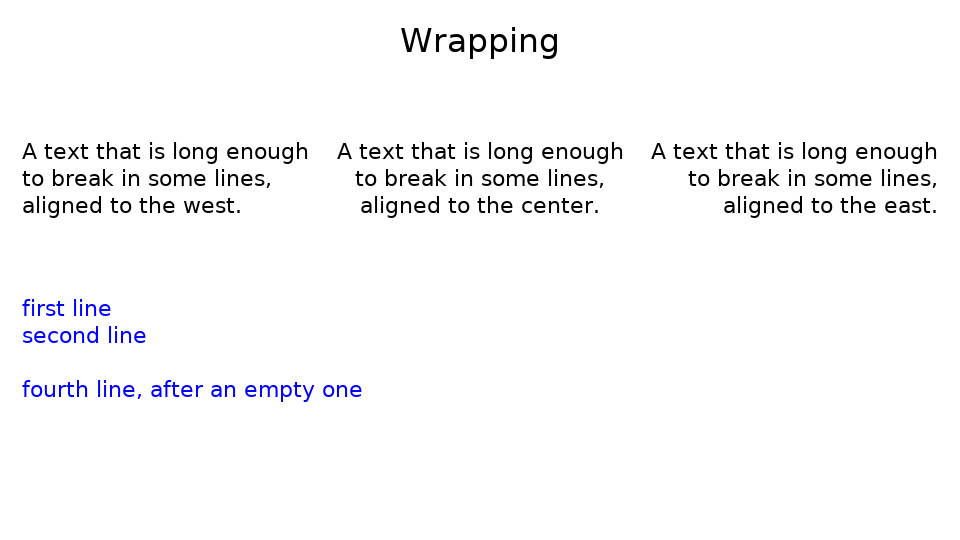 Wrapping
A text that is long enough
to break in some lines,
aligned to the west.
A text that is long enough
to break in some lines,
aligned to the center.
A text that is long enough
to break in some lines,
aligned to the east.
first line
second line

fourth line, after an empty one